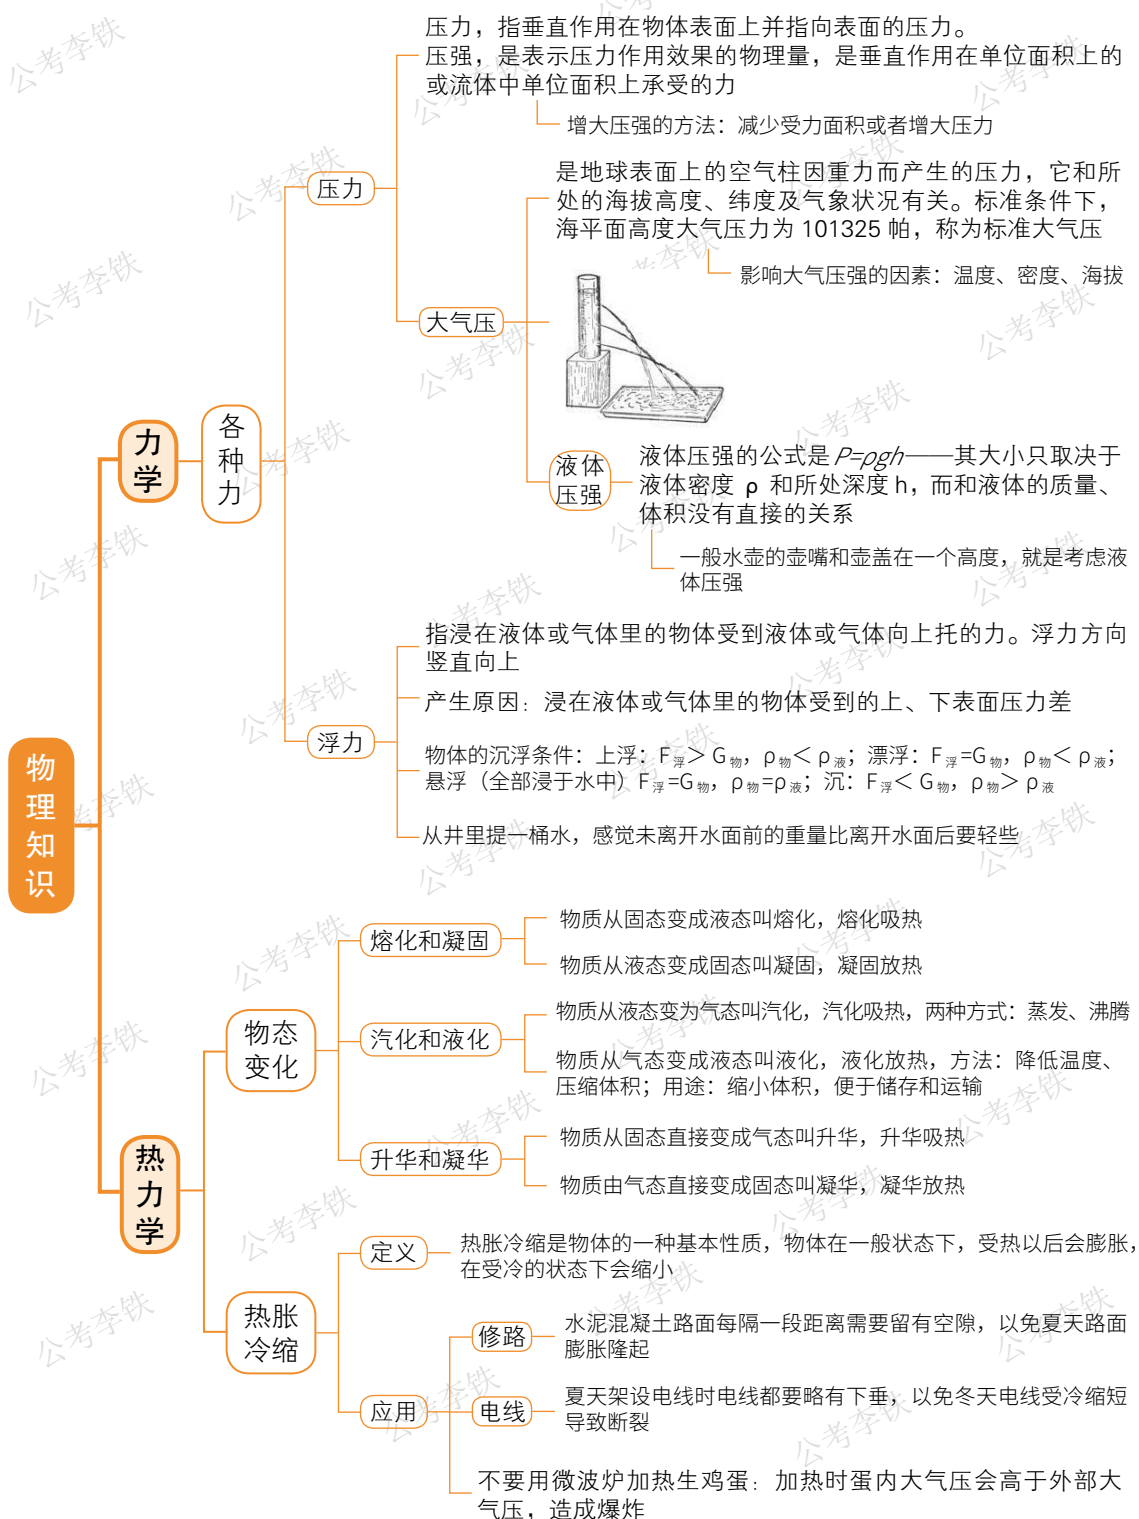 压力，指垂直作用在物体表面上并指向表面的压力。
压强，是表示压力作用效果的物理量，是垂直作用在单位面积上的
或流体中单位面积上承受的力
增大压强的方法：减少受力面积或者增大压力
压力
是地球表面上的空气柱因重力而产生的压力，它和所
处的海拔高度、纬度及气象状况有关。标准条件下，
海平面高度大气压力为 101325 帕，称为标准大气压
影响大气压强的因素：温度、密度、海拔
大气压
液体
压强
液体压强的公式是 P=ρgh——其大小只取决于
液体密度 ρ 和所处深度 h，而和液体的质量、
体积没有直接的关系
一般水壶的壶嘴和壶盖在一个高度，就是考虑液
体压强
力
学
各
种
力
指浸在液体或气体里的物体受到液体或气体向上托的力。浮力方向
竖直向上
产生原因：浸在液体或气体里的物体受到的上、下表面压力差
浮力
物体的沉浮条件：上浮：F浮＞G物，ρ物＜ρ液；漂浮：F浮=G物，ρ物＜ρ液；
悬浮（全部浸于水中）F浮=G物，ρ物=ρ液；沉：F浮＜G物，ρ物＞ρ液
从井里提一桶水，感觉未离开水面前的重量比离开水面后要轻些
物
理
知
识
熔化和凝固
物质从固态变成液态叫熔化，熔化吸热
物质从液态变成固态叫凝固，凝固放热
物态
变化
汽化和液化
物质从液态变为气态叫汽化，汽化吸热，两种方式：蒸发、沸腾
物质从气态变成液态叫液化，液化放热，方法：降低温度、
压缩体积；用途：缩小体积，便于储存和运输
升华和凝华
物质从固态直接变成气态叫升华，升华吸热
物质由气态直接变成固态叫凝华，凝华放热
热
力
学
定义
热胀冷缩是物体的一种基本性质，物体在一般状态下，受热以后会膨胀，
在受冷的状态下会缩小
热胀
冷缩
修路
水泥混凝土路面每隔一段距离需要留有空隙，以免夏天路面
膨胀隆起
应用
电线
夏天架设电线时电线都要略有下垂，以免冬天电线受冷缩短
导致断裂
不要用微波炉加热生鸡蛋：加热时蛋内大气压会高于外部大
气压，造成爆炸
公考李铁